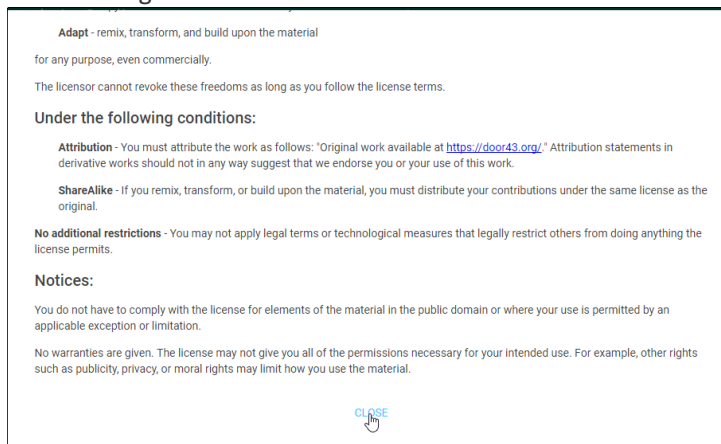 Adapt - remix, transform, and build upon the material
for any purpose, even commercially.
The licensor cannot revoke these freedoms as long as you follow the license terms.
Under the following conditions:
Attribution - You must attribute the work as follows: "Original work available at https://door43.org/." Attribution statements in
derivative works should not in any way suggest that we endorse you or your use of this work.
ShareAlike - If you remix, transform, or build upon the material, you must distribute your contributions under the same license as the
original.
No additional restrictions - You may not apply legal terms or technological measures that legally restrict others from doing anything the
license permits.
Notices:
You do not have to comply with the license for elements of the material in the public domain or where your use is permitted by an
applicable exception or limitation.
No warranties are given. The license may not give you all of the permissions necessary for your intended use. For example, other rights
such as publicity, privacy, or moral rights may limit how you use the material.
CLOSE